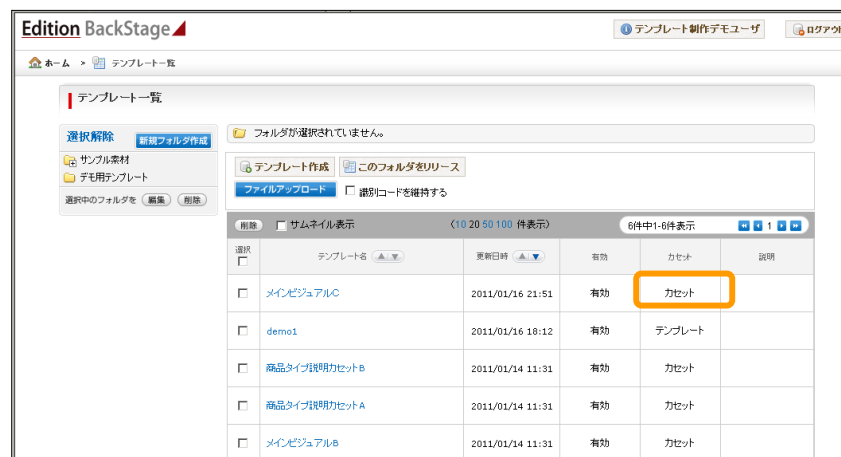 Edition BackStage
テンプレート制作デモユーザ
ログアウ
ホーム > テンプレート一覧
テンプレート一覧
選択解除 新規フォルダ作成
サンプル素材
デモ用テンプレート
選択中のフォルダを 編集 削除
フォルダが選択されていません。
テンプレート作成 このフォルダをリリース
ファイルアップロード 識別コードを維持する
削除 サムネイル表示 (10 20 50 100 件表示) 6件中1-6件表示 1
選択 テンプレート名 ▲ ▼ 更新日時 ▲ ▼ 有効 カセット 説明
メインビジュアルC 2011/01/16 21:51 有効 カセット
demo1 2011/01/16 18:12 有効 テンプレート
商品タイプ説明カセットB 2011/01/14 11:31 有効 カセット
商品タイプ説明カセットA 2011/01/14 11:31 有効 カセット
メインビジュアルB 2011/01/14 11:31 有効 カセット